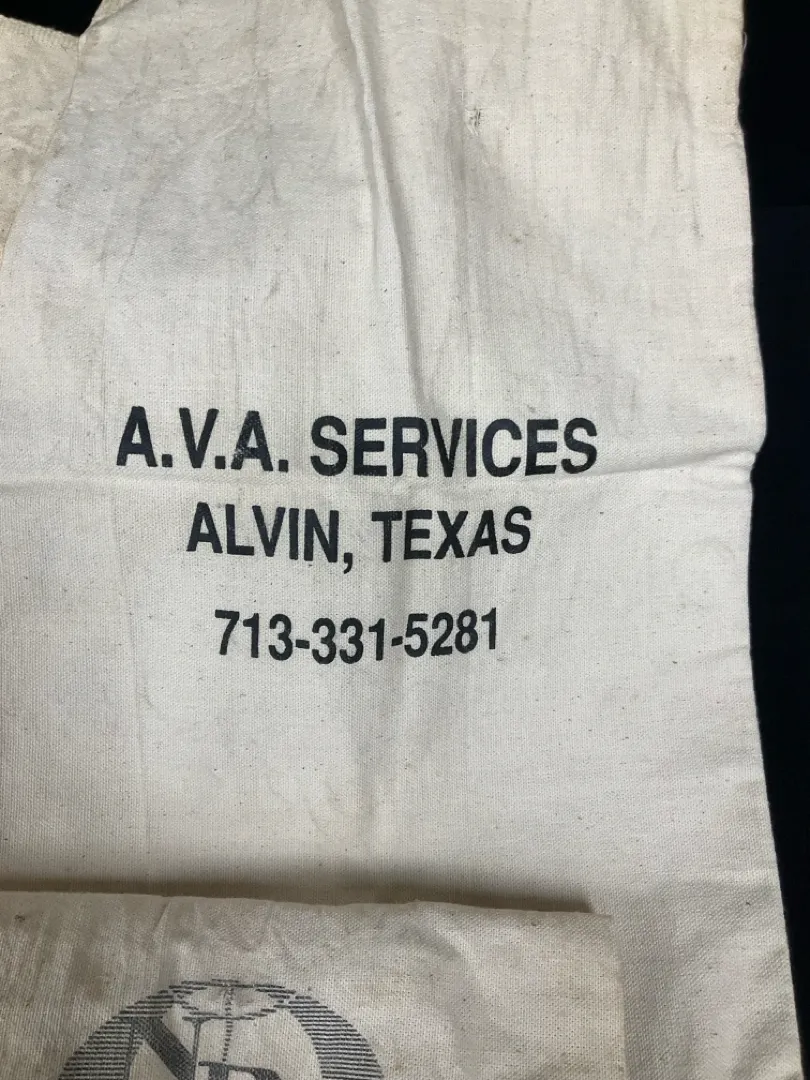 A.V.A. SERVICES
ALVIN, TEXAS
713-331-5281